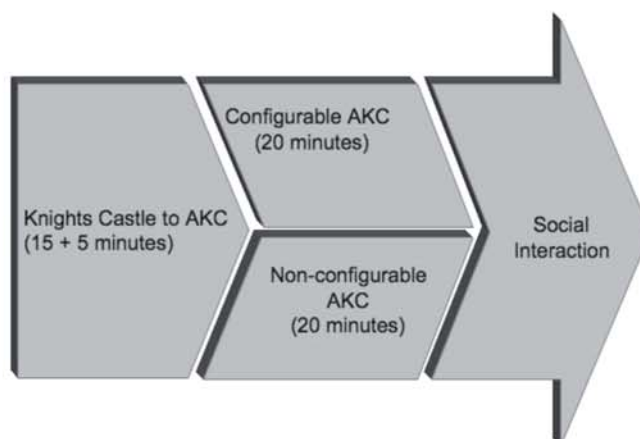 Knights Castle to AKC
(15 + 5 minutes)
Configurable AKC
(20 minutes)
Non-configurable
AKC
(20 minutes)
Social
Interaction